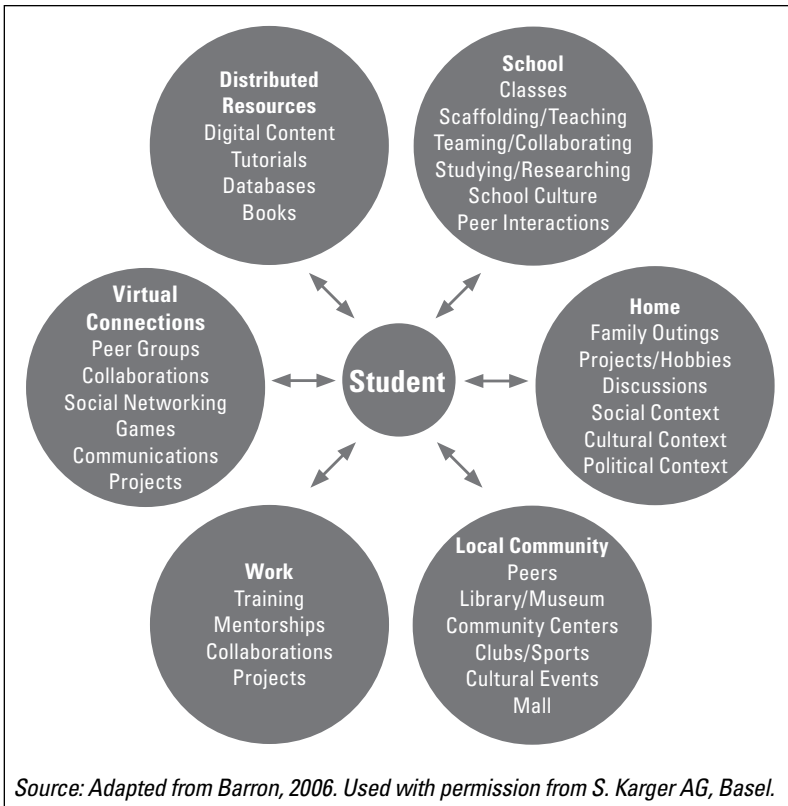 Distributed
Resources
Digital Content
Tutorials
Databases
Books
School
Classes
Scaffolding/Teaching
Teaming/Collaborating
Studying/Researching
School Culture
Peer Interactions
Virtual
Connections
Peer Groups
Collaborations
Social Networking
Games
Communications
Projects
Student
Home
Family Outings
Projects/Hobbies
Discussions
Social Context
Cultural Context
Political Context
Work
Training
Mentorships
Collaborations
Projects
Local Community
Peers
Library/Museum
Community Centers
Clubs/Sports
Cultural Events
Mall
Source: Adapted from Barron, 2006. Used with permission from S. Karger AG, Basel.